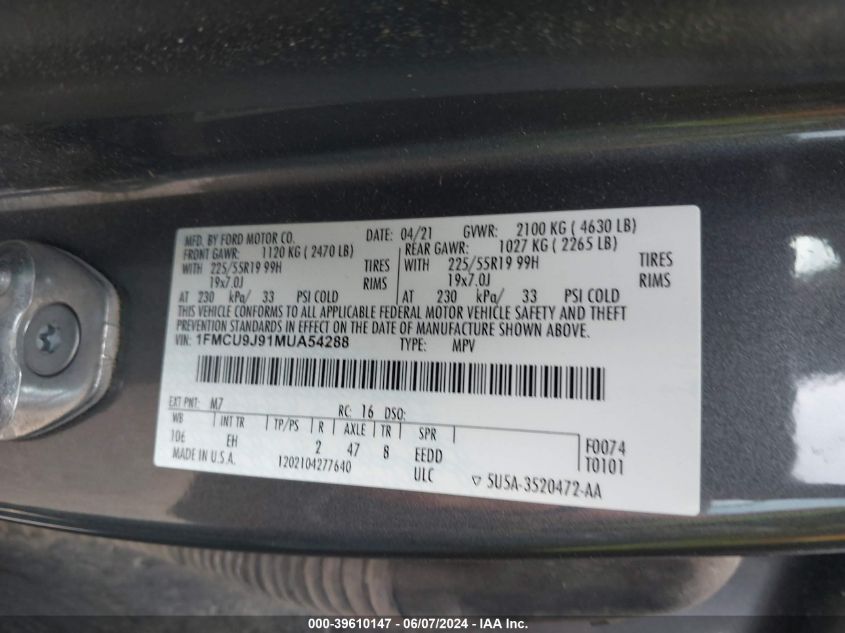 MFD. BY FORD MOTOR CO. DATE: 04/21 GVWR: 2100 KG ( 4630 LB)
FRONT GAWR: 1120 KG ( 2470 LB) REAR GAWR: 1027 KG ( 2265 LB)
WITH 225/55R19 99H TIRES WITH 225/55R19 99H TIRES
19x7.0J RIMS 19x7.0J RIMS
AT 230 kPa/ 33 PSI COLD AT 230 kPa/ 33 PSI COLD
THIS VEHICLE CONFORMS TO ALL APPLICABLE FEDERAL MOTOR VEHICLE SAFETY AND THEFT
PREVENTION STANDARDS IN EFFECT ON THE DATE OF MANUFACTURE SHOWN ABOVE.
VIN: 1FMCU9J91MUA54288 TYPE: MPV
EXT PNT: M7 RC: 16 DSO:
WB INT TR TP/PS R AXLE TR SPR
106 EH 2 47 8 EEDD F0074
MADE IN U.S.A. 1202104277640 ULC T0101
▽ 5U5A-3520472-AA
000-39610147 - 06/07/2024 - IAAI Inc.